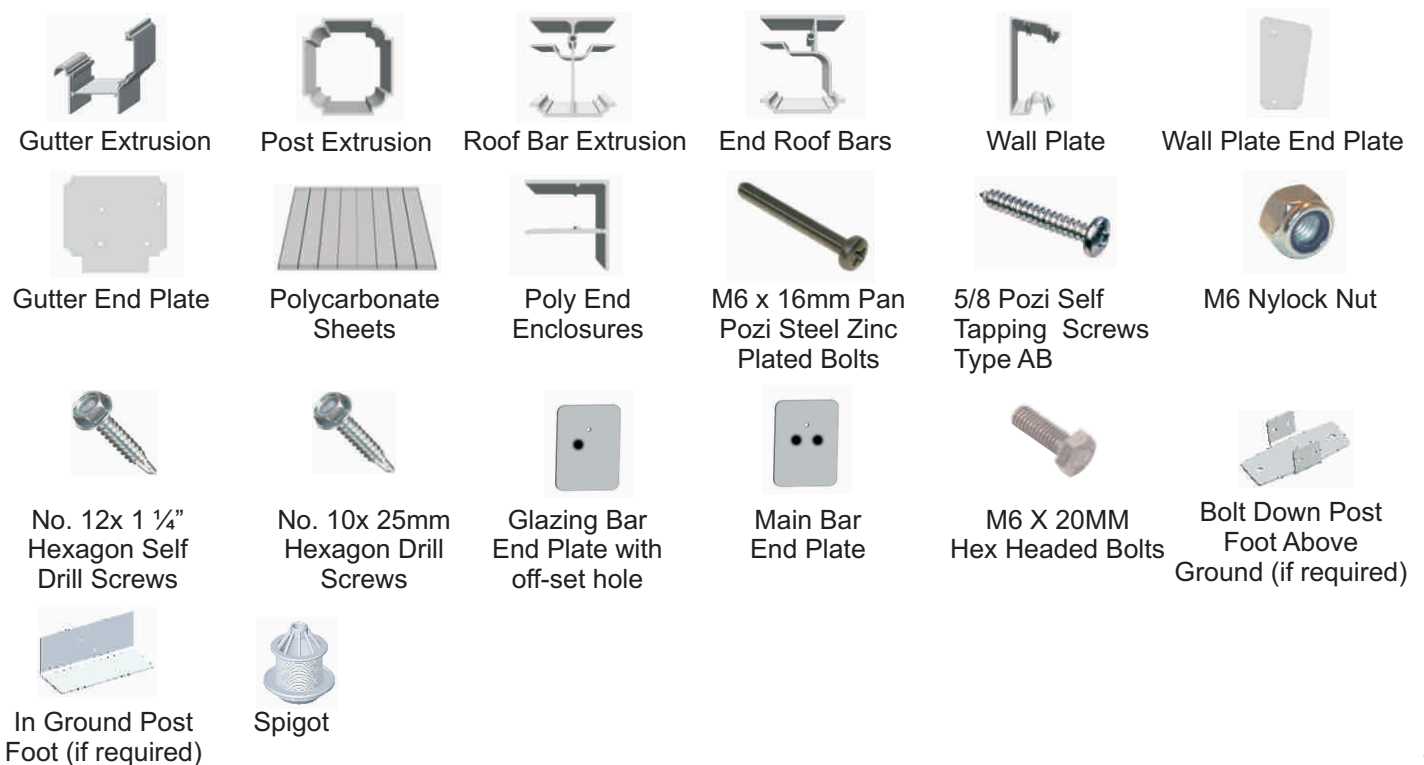 Gutter Extrusion
Post Extrusion
Roof Bar Extrusion
End Roof Bars
Wall Plate
Wall Plate End Plate
Gutter End Plate
Polycarbonate
Sheets
Poly End
Enclosures
M6 x 16mm Pan
Pozi Steel Zinc
Plated Bolts
5/8 Pozi Self
Tapping Screws
Type AB
M6 Nylock Nut
No. 12x 1 ¼”
Hexagon Self
Drill Screws
No. 10x 25mm
Hexagon Drill
Screws
Glazing Bar
End Plate with
off-set hole
Main Bar
End Plate
M6 X 20MM
Hex Headed Bolts
Bolt Down Post
Foot Above
Ground (if required)
In Ground Post
Foot (if required)
Spigot